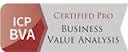 ICP
BVA
CERTIFIED PRO
BUSINESS
VALUE ANALYSIS